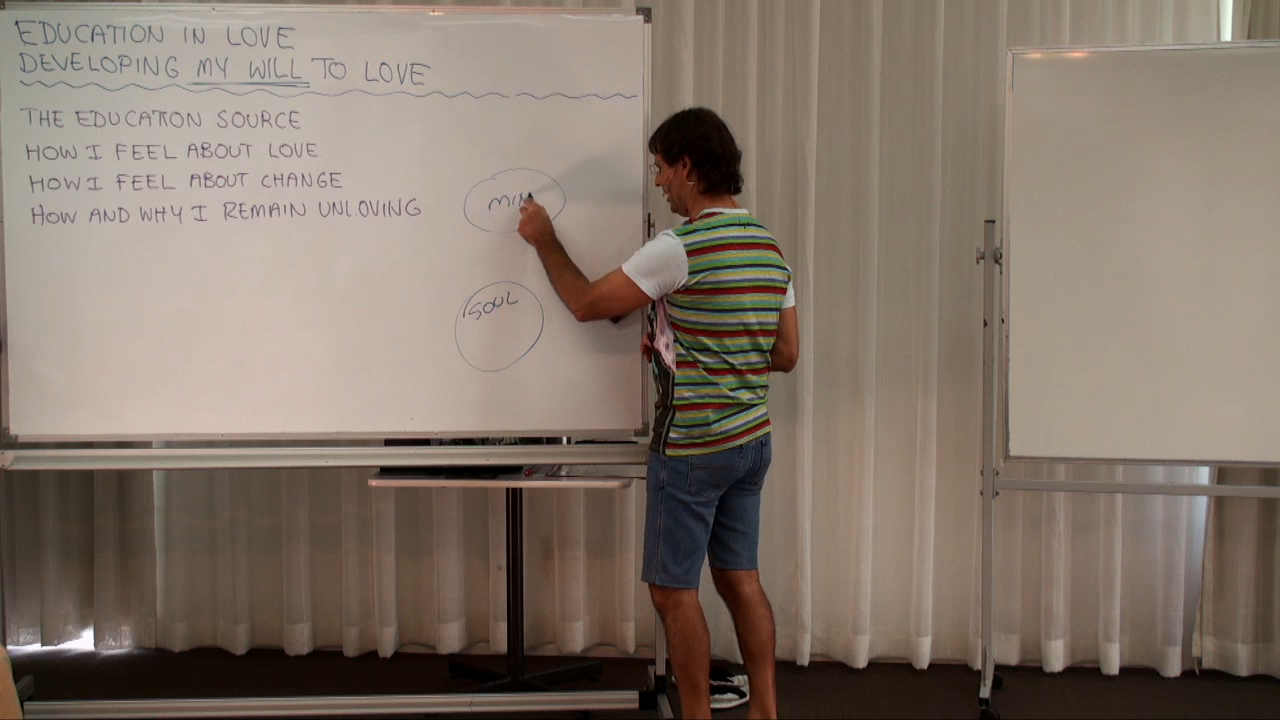 EDUCATION IN LOVE
DEVELOPING MY WILL TO LOVE
THE EDUCATION SOURCE
HOW I FEEL ABOUT LOVE
HOW I FEEL ABOUT CHANGE
HOW AND WHY I REMAIN UNLOVING
SOUL